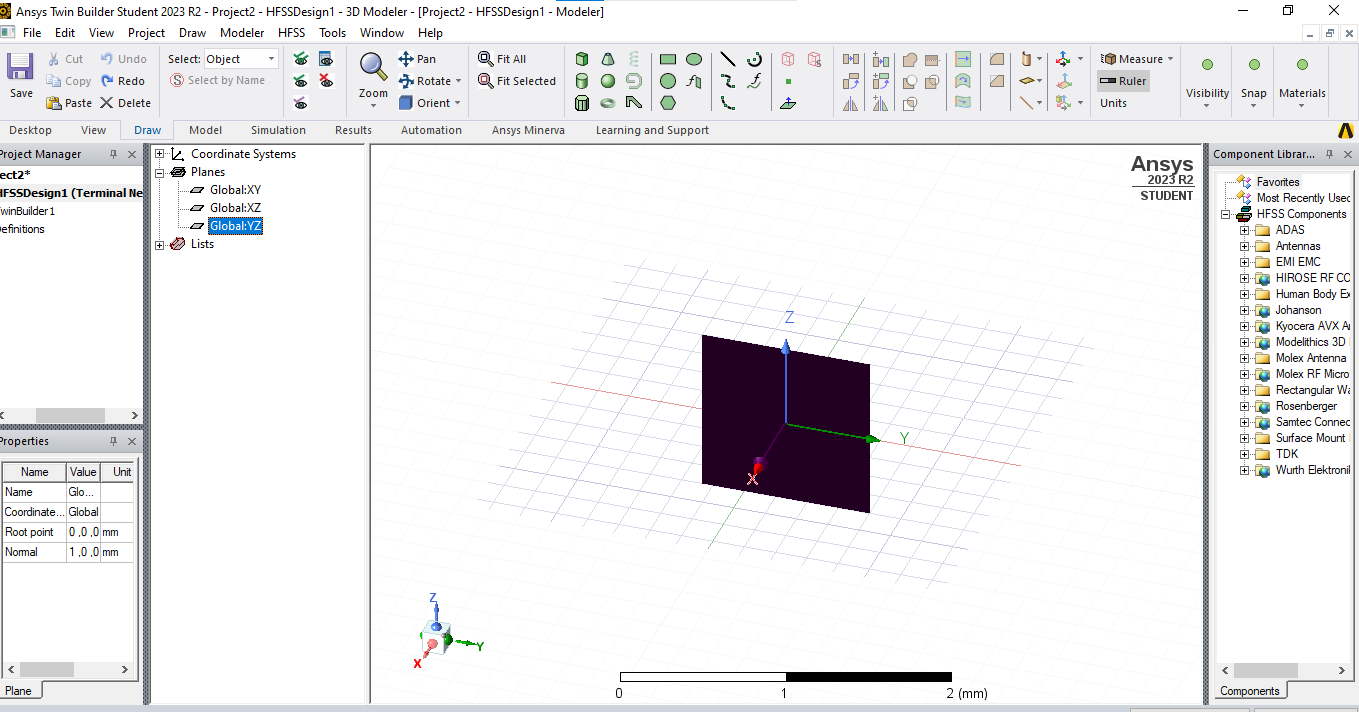 Ansys Twin Builder Student 2023 R2 - Project2 - HFSSDesign1 - 3D Modeler - [Project2 - HFSSDesign1 - Modeler]
File Edit View Project Draw Modeler HFSS Tools Window Help
Save
Cut
Copy
Paste
Undo
Redo
Delete
Select: Object
Select by Name
Zoom
Pan
Rotate
Orient
Fit All
Fit Selected
Measure
Ruler
Units
Visibility
Snap
Materials
Desktop View Draw Model Simulation Results Automation Ansys Minerva Learning and Support
Project Manager
ect2*
HFSSDesign1 (Terminal Ne
TwinBuilder1
efinitions
Properties
Name Value Unit
Name Glo...
Coordinate... Global
Root point 0 ,0 ,0 mm
Normal 1 ,0 ,0 mm
Plane
Coordinate Systems
Planes
Global:XY
Global:XZ
Global:YZ
Lists
Ansys
2023 R2
STUDENT
Z
Y
X
Z
Y
X
0 1 2 (mm)
Component Librar...
Favorites
Most Recently Used
HFSS Components
ADAS
Antennas
EMI EMC
HIROSE RF CO
Human Body Ex
Johanson
Kyocera AVX A
Modelithics 3D
Molex Antenna
Molex RF Micro
Rectangular Wa
Rosenberger
Samtec Connec
Surface Mount
TDK
Wurth Elektronik
Components